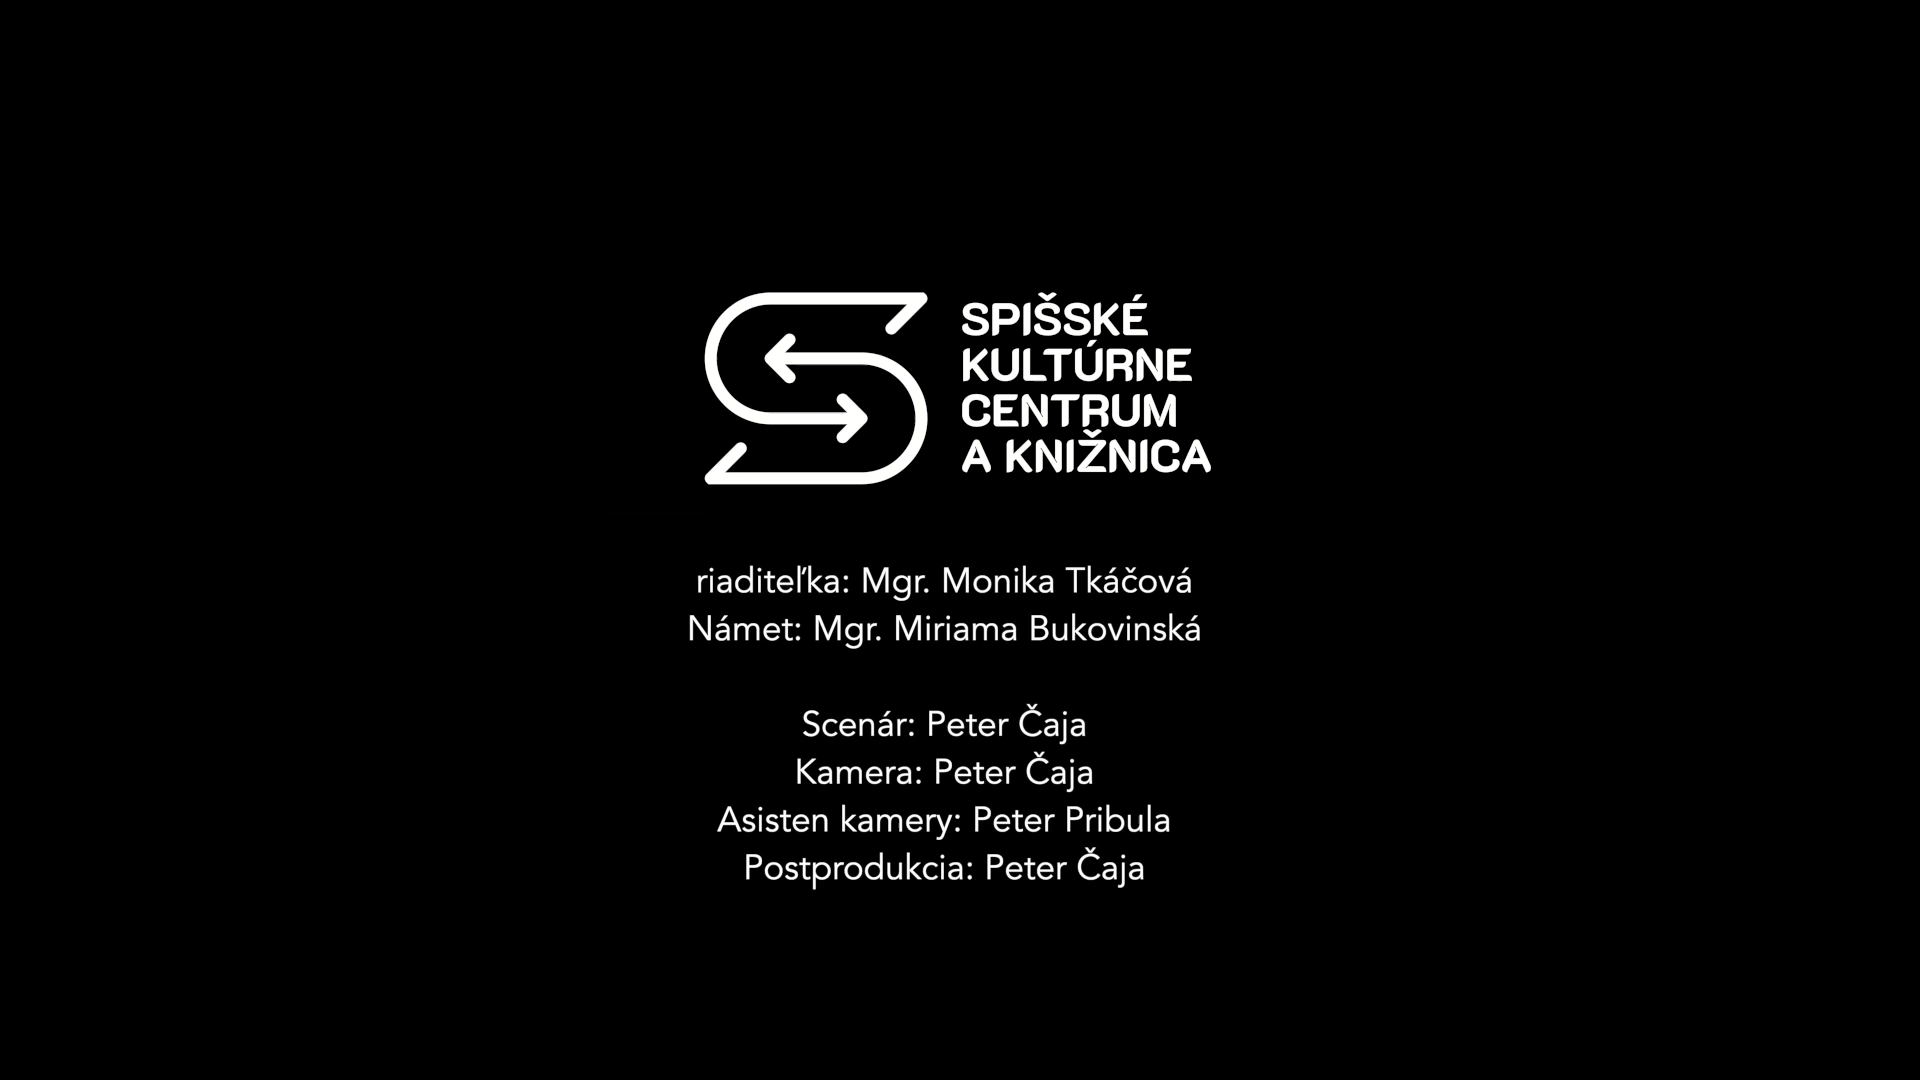 SPIŠSKÉ
KULTÚRNE
CENTRUM
A KNIŽNICA
riaditeľka: Mgr. Monika Tkáčová
Námet: Mgr. Miriama Bukovinská
Scenár: Peter Čaja
Kamera: Peter Čaja
Asisten kamery: Peter Pribula
Postprodukcia: Peter Čaja